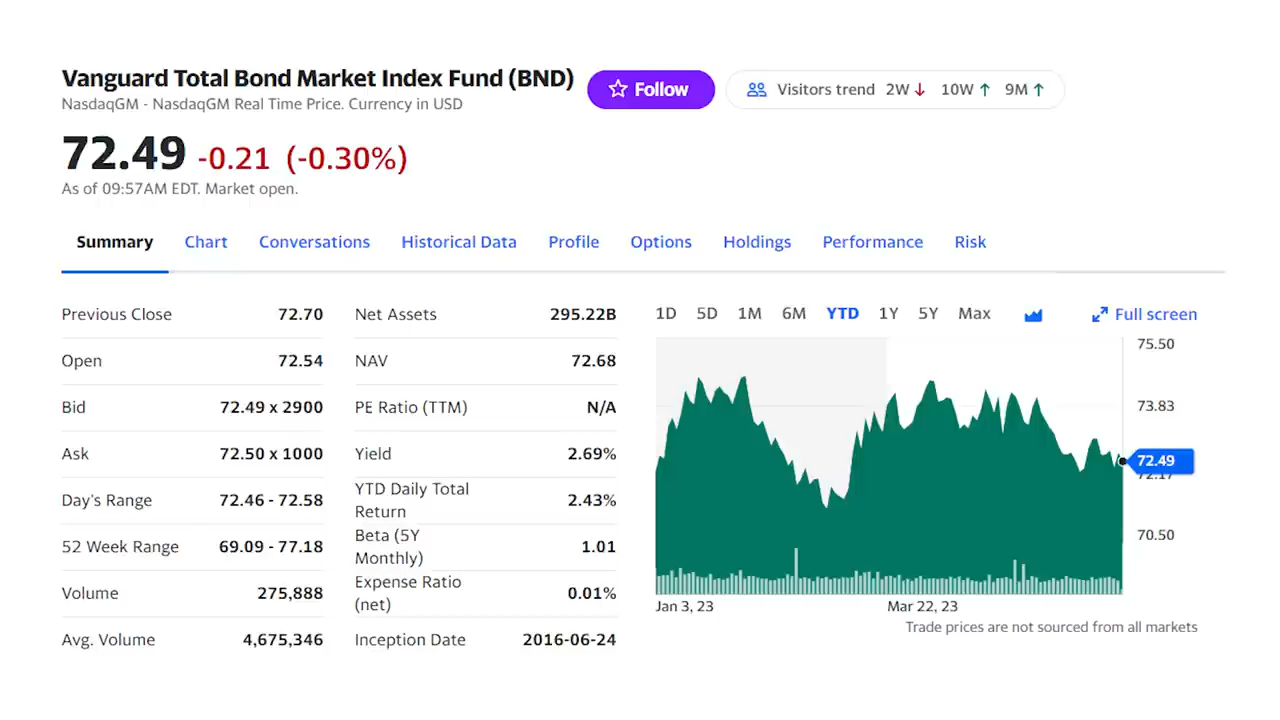 Vanguard Total Bond Market Index Fund (BND)
Follow
Visitors trend 2W↓ 10W↑ 9M↑
NasdaqGM - NasdaqGM Real Time Price. Currency in USD
72.49 -0.21 (-0.30%)
As of 09:57AM EDT. Market open.
Summary Chart Conversations Historical Data Profile Options Holdings Performance Risk
Previous Close 72.70
Open 72.54
Bid 72.49 x 2900
Ask 72.50 x 1000
Day's Range 72.46 - 72.58
52 Week Range 69.09 - 77.18
Volume 275,888
Avg. Volume 4,675,346
Net Assets 295.22B
NAV 72.68
PE Ratio (TTM) N/A
Yield 2.69%
YTD Daily Total
Return 2.43%
Beta (5Y
Monthly) 1.01
Expense Ratio
(net) 0.01%
Inception Date 2016-06-24
1D 5D 1M 6M YTD 1Y 5Y Max Full screen
75.50
73.83
72.49
72.17
70.50
Jan 3, 23 Mar 22, 23
Trade prices are not sourced from all markets